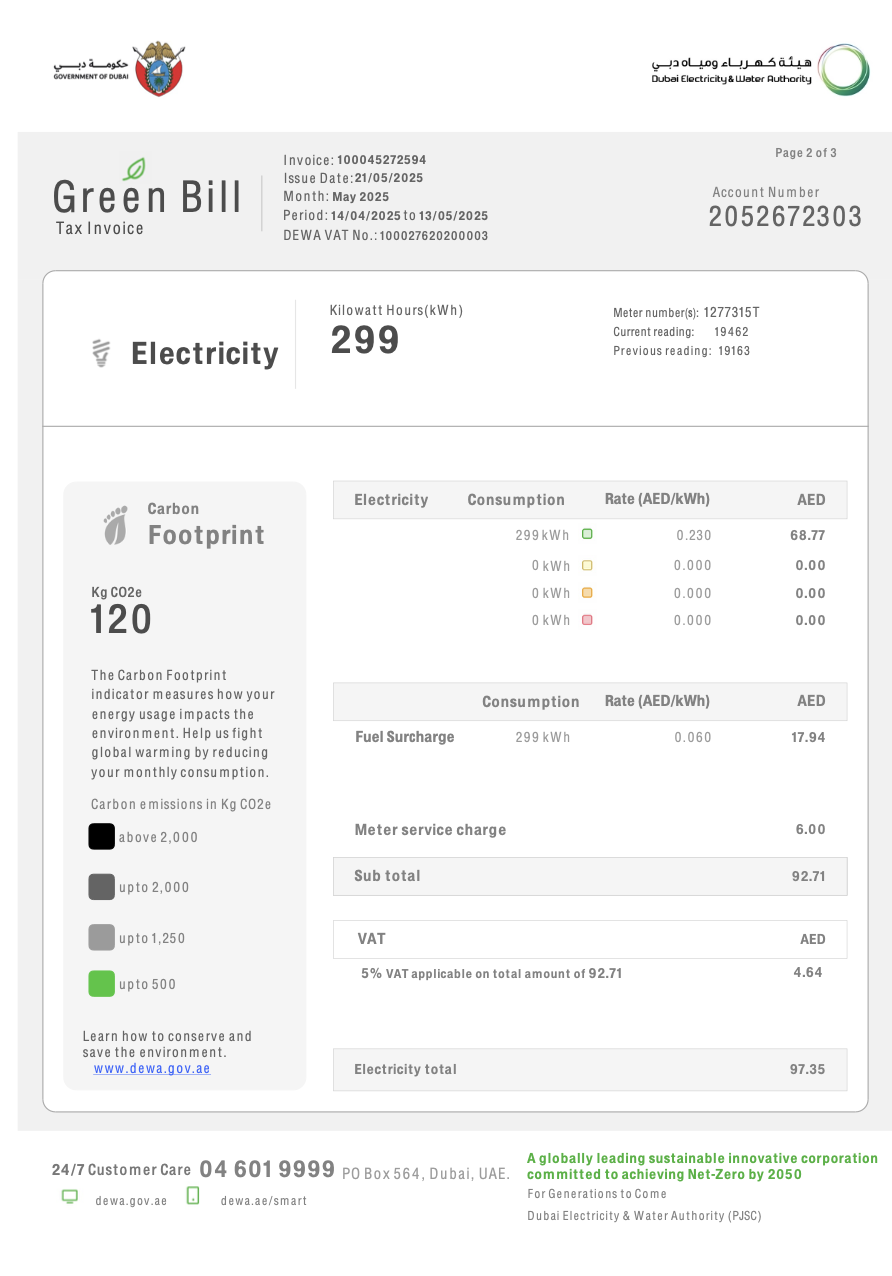 حكومة دبي
GOVERNMENT OF DUBAI
هيئة كهرباء ومياه دبي
Dubai Electricity & Water Authority
Green Bill
Tax Invoice
Invoice: 100045272594
Issue Date: 21/05/2025
Month: May 2025
Period: 14/04/2025 to 13/05/2025
DEWA VAT No.: 100027620200003
Page 2 of 3
Account Number
2052672303
Electricity
Kilowatt Hours(kWh)
299
Meter number(s): 1277315T
Current reading: 19462
Previous reading: 19163
Carbon
Footprint
Kg CO2e
120
The Carbon Footprint
indicator measures how your
energy usage impacts the
environment. Help us fight
global warming by reducing
your monthly consumption.
Carbon emissions in Kg CO2e
above 2,000
upto 2,000
upto 1,250
upto 500
Learn how to conserve and
save the environment.
www.dewa.gov.ae
Electricity Consumption Rate (AED/kWh) AED
299 kWh 0.230 68.77
0 kWh 0.000 0.00
0 kWh 0.000 0.00
0 kWh 0.000 0.00
Consumption Rate (AED/kWh) AED
Fuel Surcharge 299 kWh 0.060 17.94
Meter service charge 6.00
Sub total 92.71
VAT AED
5% VAT applicable on total amount of 92.71 4.64
Electricity total 97.35
24/7 Customer Care 04 601 9999 PO Box 564, Dubai, UAE.
dewa.gov.ae dewa.ae/smart
A globally leading sustainable innovative corporation
committed to achieving Net-Zero by 2050
For Generations to Come
Dubai Electricity & Water Authority (PJSC)